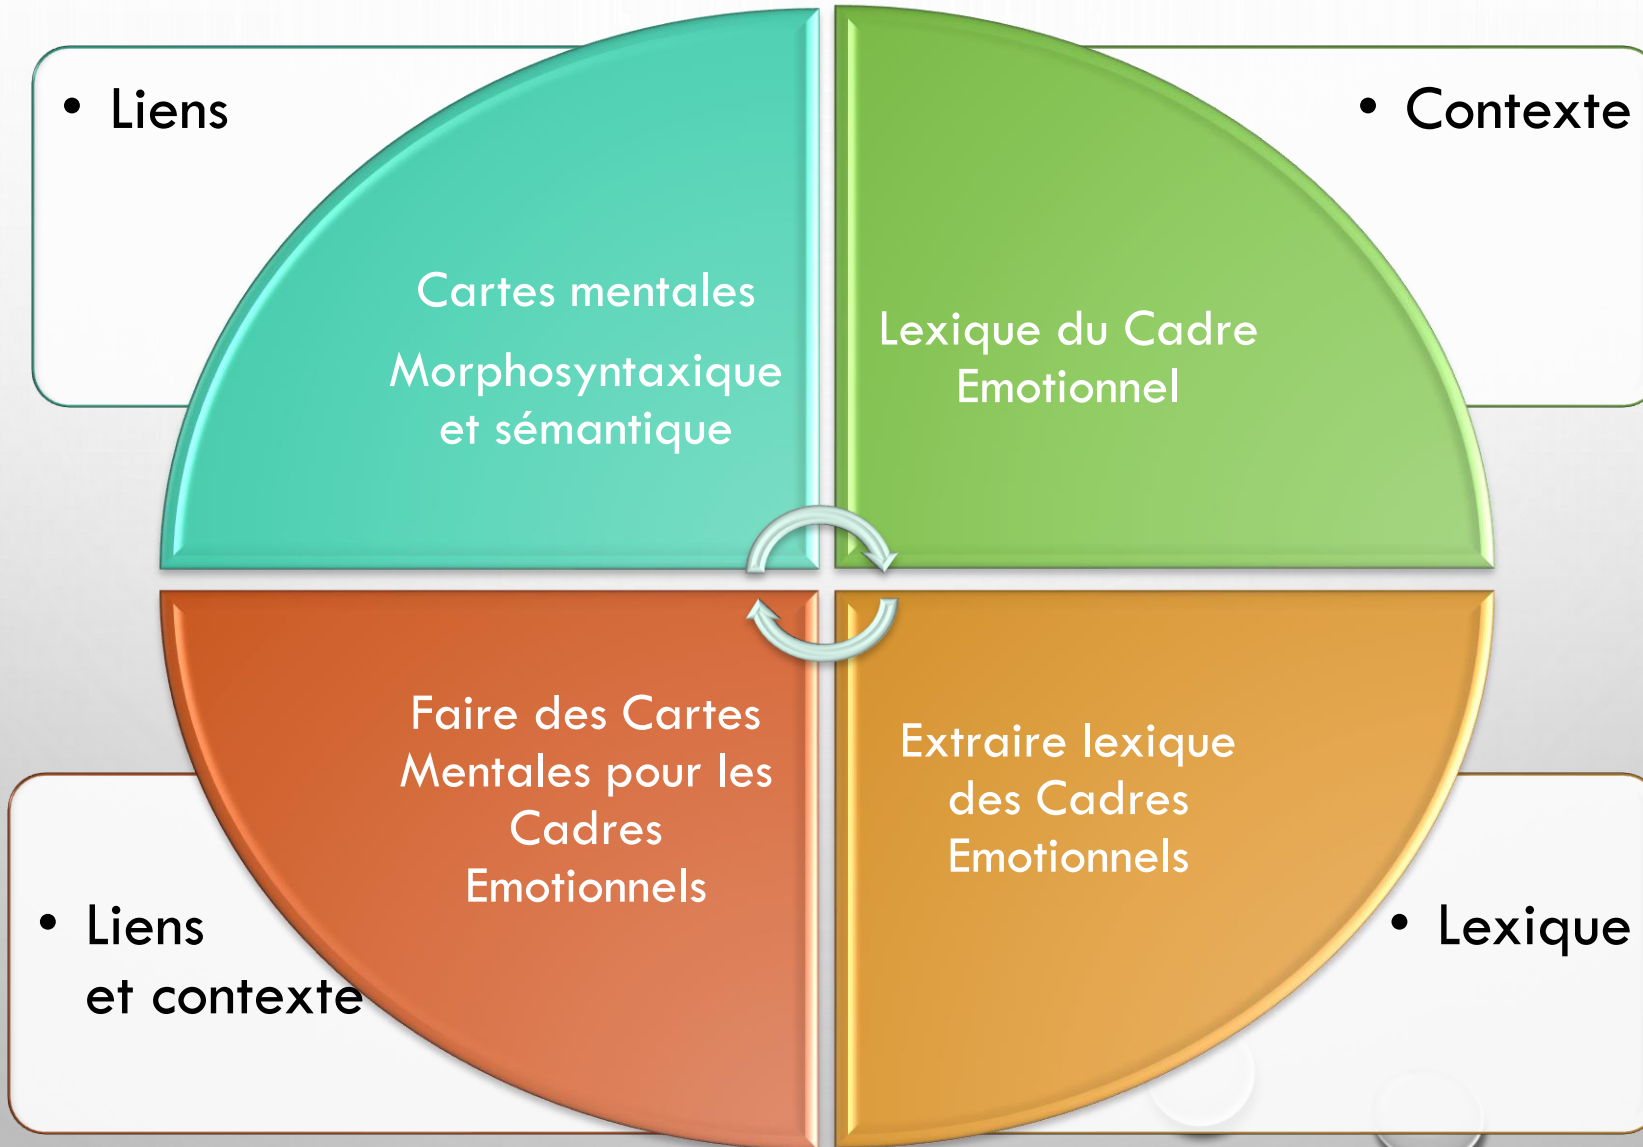 • Liens
• Contexte
Cartes mentales
Morphosyntaxique
et sémantique
Lexique du Cadre
Emotionnel
Faire des Cartes
Mentales pour les
Cadres
Emotionnels
Extraire lexique
des Cadres
Emotionnels
• Liens
et contexte
• Lexique